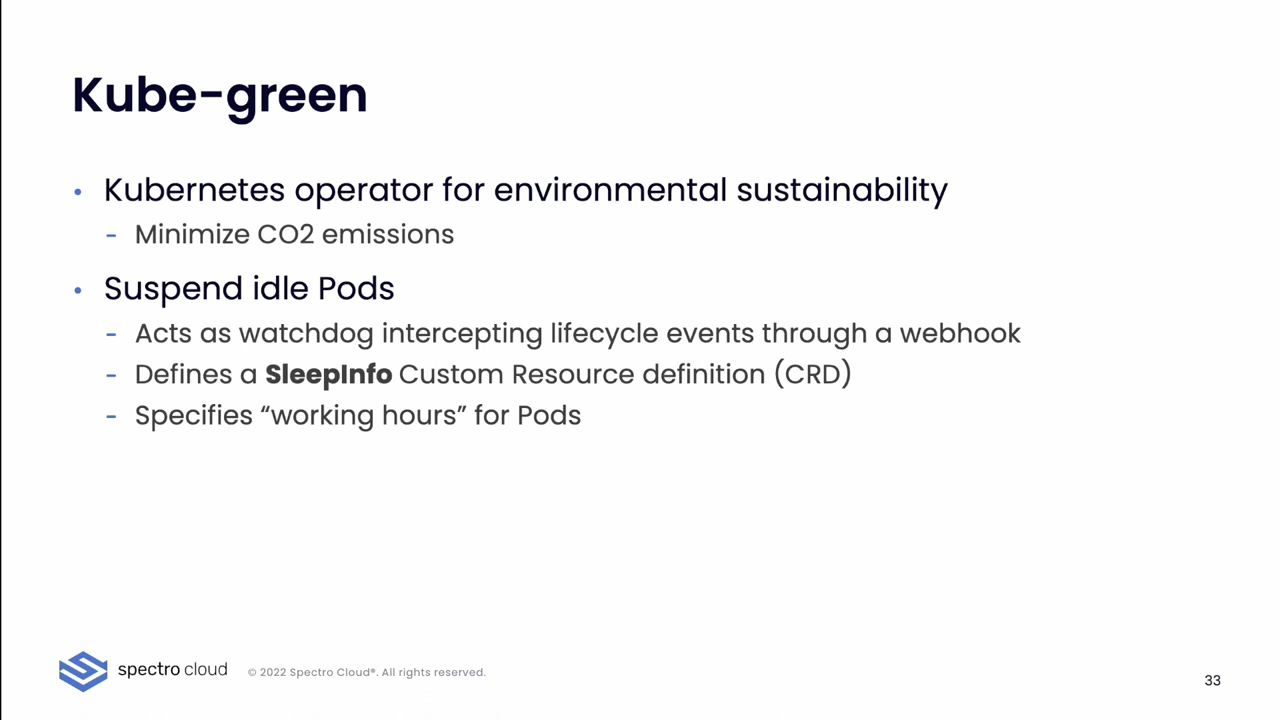 Kube-green
• Kubernetes operator for environmental sustainability
- Minimize CO2 emissions
• Suspend idle Pods
- Acts as watchdog intercepting lifecycle events through a webhook
- Defines a SleepInfo Custom Resource definition (CRD)
- Specifies “working hours” for Pods
spectro cloud
© 2022 Spectro Cloud®. All rights reserved.
33